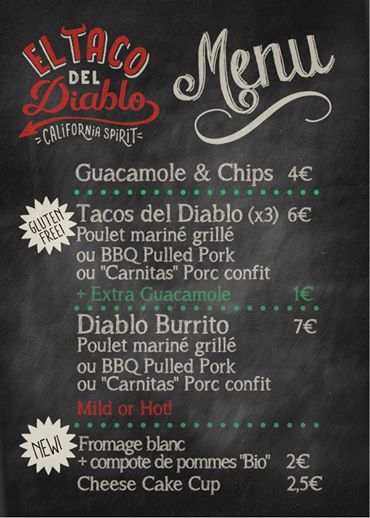 EL TACO
DEL
Diablo
CALIFORNIA SPIRIT
Menu
Guacamole & Chips 4€
GLUTEN FREE!
Tacos del Diablo (x3) 6€
Poulet mariné grillé
ou BBQ Pulled Pork
ou "Carnitas" Porc confit
+ Extra Guacamole 1€
Diablo Burrito 7€
Poulet mariné grillé
ou BBQ Pulled Pork
ou "Carnitas" Porc confit
Mild or Hot!
NEW!
Fromage blanc
+ compote de pommes "Bio" 2€
Cheese Cake Cup 2,5€